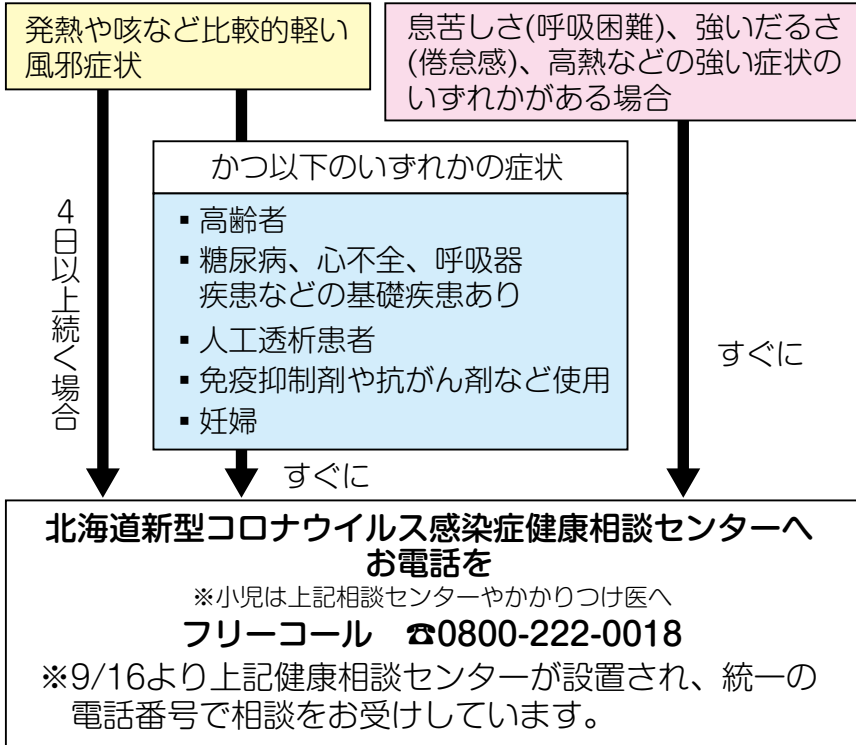 発熱や咳など比較的軽い
風邪症状
息苦しさ(呼吸困難)、強いだるさ
(倦怠感)、高熱などの強い症状の
いずれかがある場合
4日以上続く場合
かつ以下のいずれかの症状
▪高齢者
▪糖尿病、心不全、呼吸器
疾患などの基礎疾患あり
▪人工透析患者
▪免疫抑制剤や抗がん剤など使用
▪妊婦
すぐに
すぐに
北海道新型コロナウイルス感染症健康相談センターへ
お電話を
※小児は上記相談センターやかかりつけ医へ
フリーコール ☎0800-222-0018
※9/16より上記健康相談センターが設置され、統一の
電話番号で相談をお受けしています。